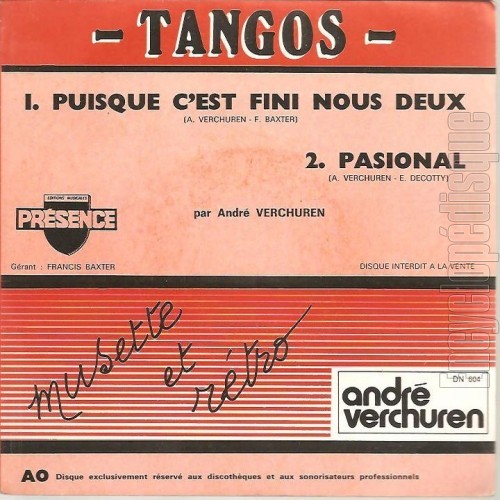 - TANGOS -
1. PUISQUE C'EST FINI NOUS DEUX
(A. VERCHUREN - F. BAXTER)
2. PASIONAL
(A. VERCHUREN - E. DECOTTY)
par André VERCHUREN
EDITIONS MUSICALES
PRÉSENCE
Gérant : FRANCIS BAXTER
DISQUE INTERDIT A LA VENTE
musette
et
rétro
DN 604
andré
verchuren
AO Disque exclusivement réservé aux discothèques et aux sonorisateurs professionnels
encyclopédisque